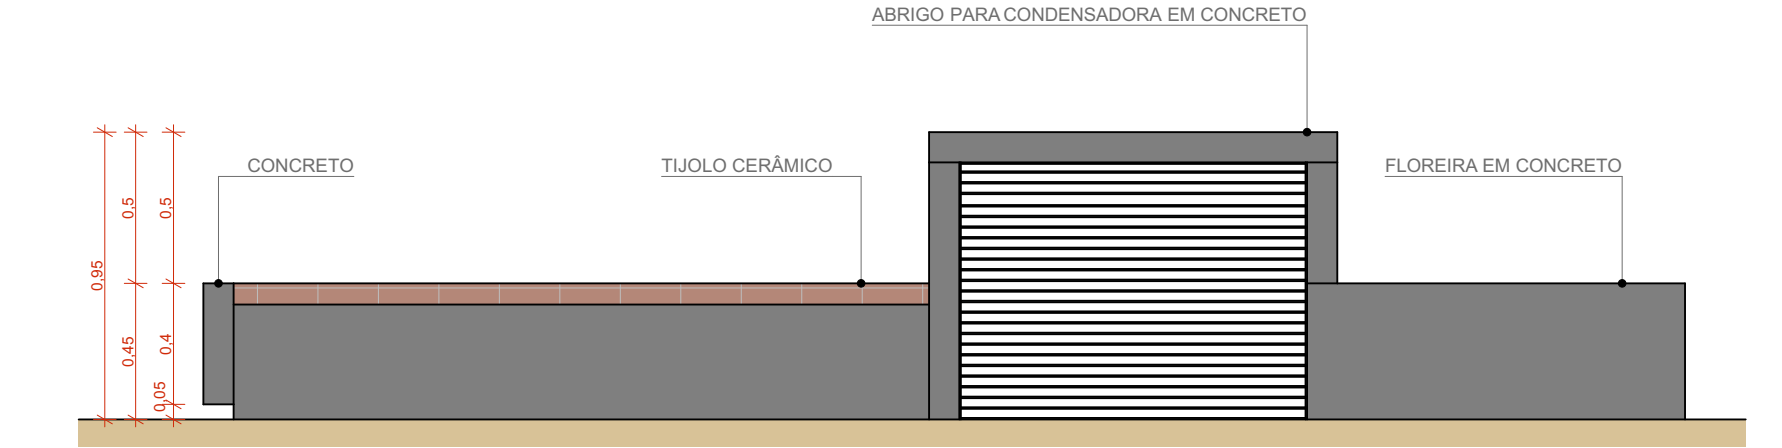 ABRIGO PARA CONDENSADORA EM CONCRETO
CONCRETO
TIJOLO CERÂMICO
FLOREIRA EM CONCRETO
0,95
0,5
0,45
0,5
0,4
0,05